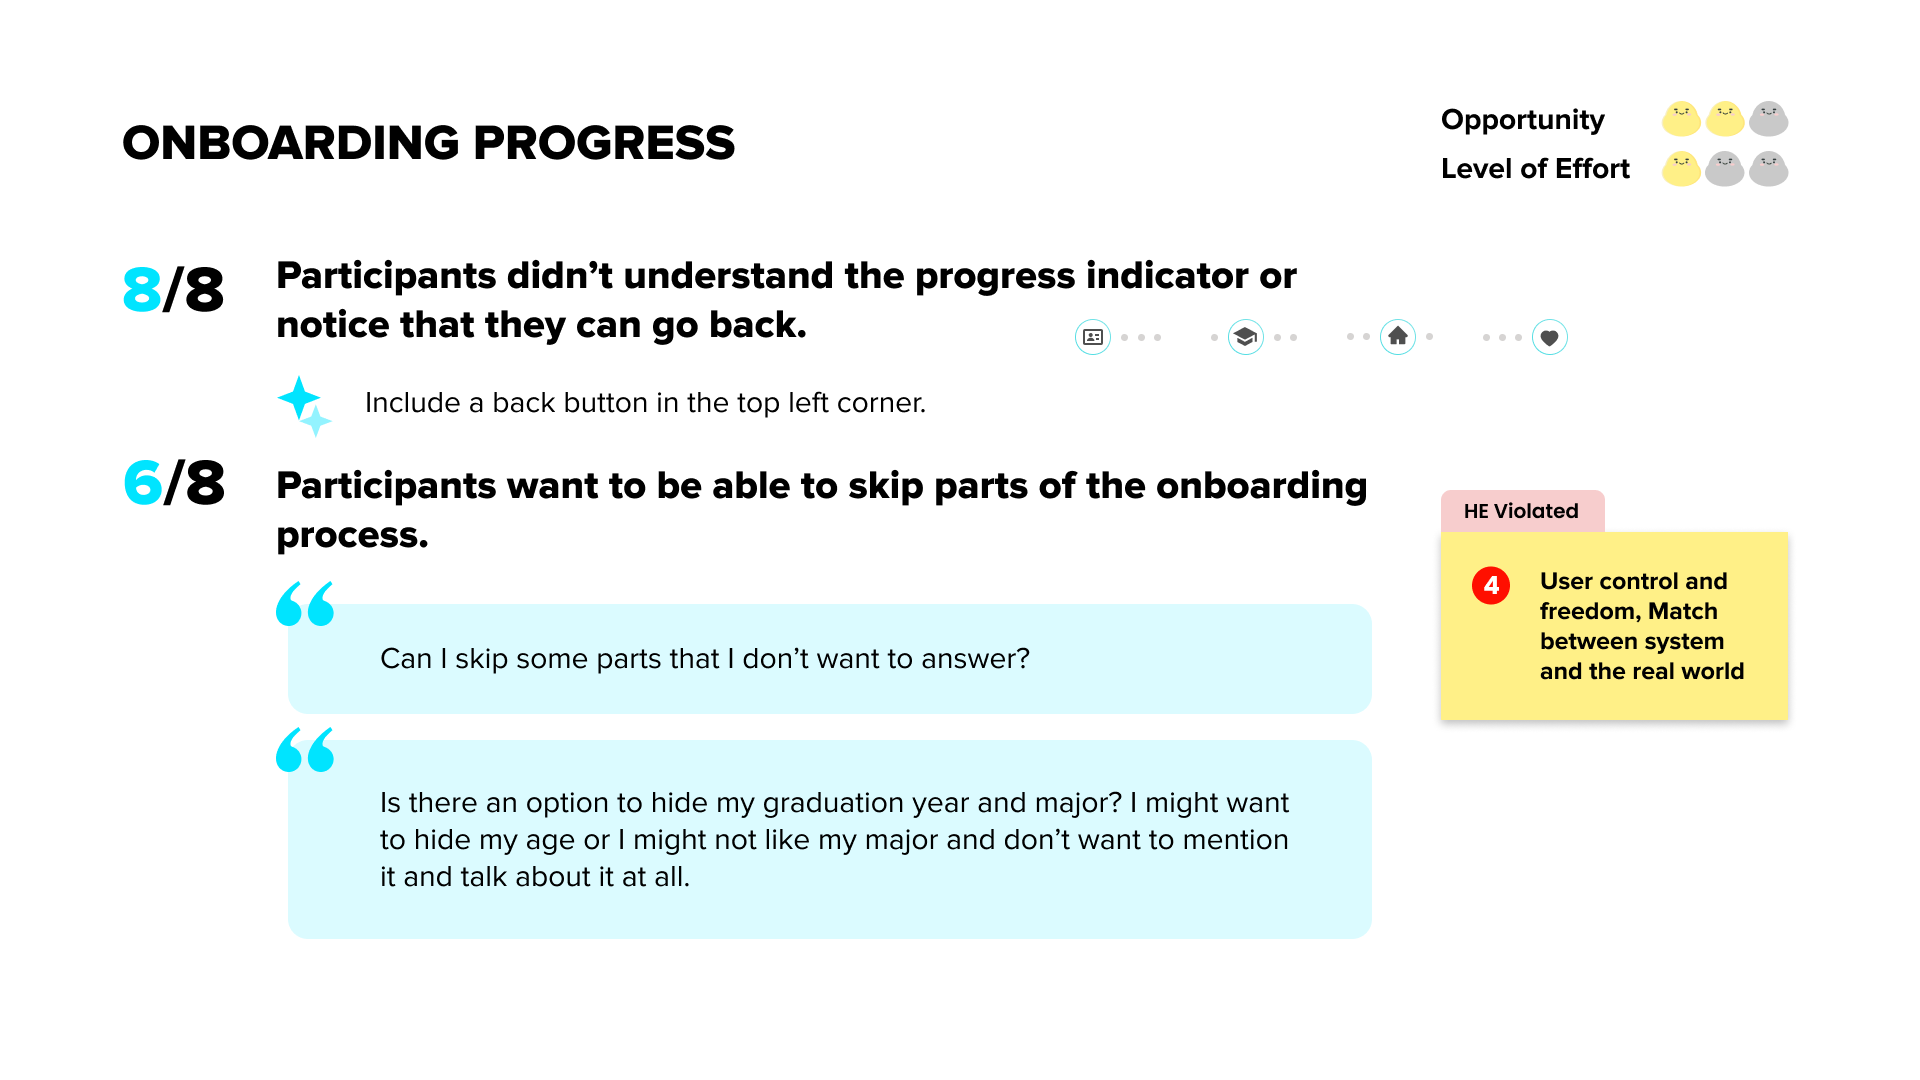 ONBOARDING PROGRESS
Opportunity
Level of Effort
8/8
Participants didn’t understand the progress indicator or
notice that they can go back.
Include a back button in the top left corner.
6/8
Participants want to be able to skip parts of the onboarding
process.
Can I skip some parts that I don’t want to answer?
Is there an option to hide my graduation year and major? I might want
to hide my age or I might not like my major and don’t want to mention
it and talk about it at all.
HE Violated
4
User control and
freedom, Match
between system
and the real world